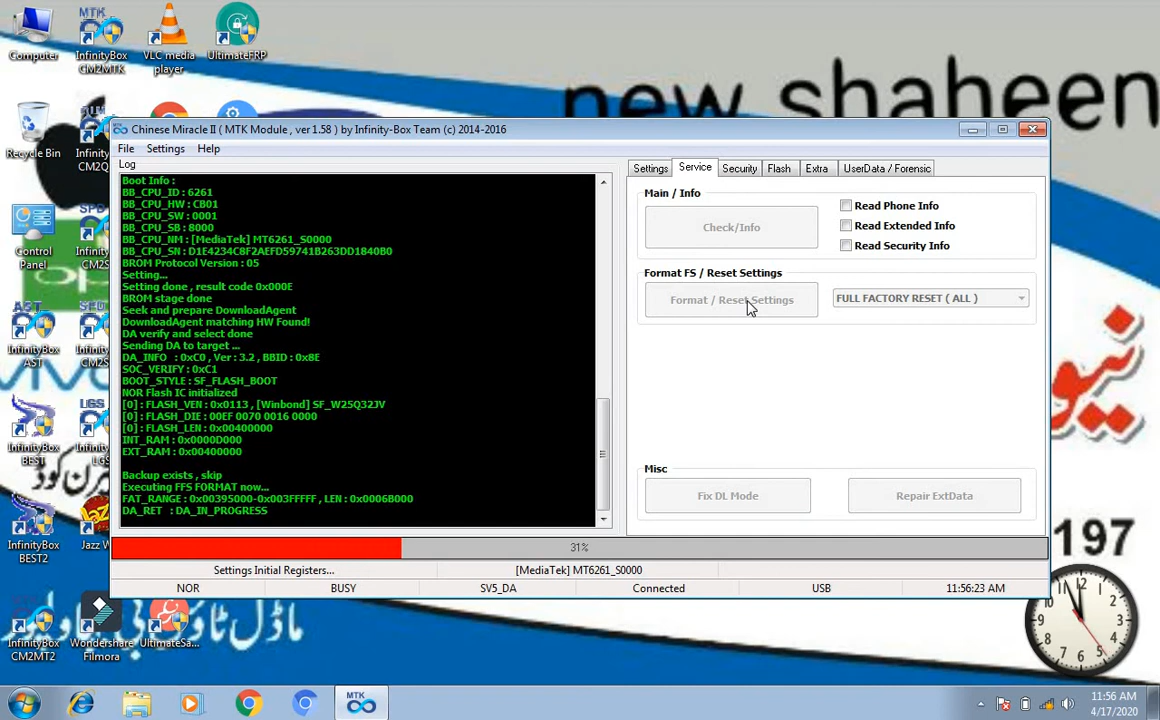 new shaheen
Computer
InfinityBox
CM2MTK
VLC media
player
UltimateFRP
Recycle Bin
Control
Panel
InfinityBox
AST
InfinityBox
BEST
InfinityBox
BEST2
InfinityBox
CM2MT2
Wondershare
Filmora
UltimateSa...
Chinese Miracle II ( MTK Module , ver 1.58 ) by Infinity-Box Team (c) 2014-2016
File Settings Help
Log
Boot Info :
BB_CPU_ID : 6261
BB_CPU_HW : CB01
BB_CPU_SW : 0001
BB_CPU_SB : 8000
BB_CPU_NM : [MediaTek] MT6261_S0000
BB_CPU_SN : D1E4234C8F2AEFD59741B263DD1840B0
BROM Protocol Version : 05
Setting...
Setting done , result code 0x000E
BROM stage done
Seek and prepare DownloadAgent
DownloadAgent matching HW Found!
DA verify and select done
Sending DA to target ...
DA_INFO : 0xC0 , Ver : 3.2 , BBID : 0x8E
SOC_VERIFY : 0xC1
BOOT_STYLE : SF_FLASH_BOOT
NOR Flash IC initialized
[0] : FLASH_VEN : 0x0113 , [Winbond] SF_W25Q32JV
[0] : FLASH_DIE : 00EF 0070 0016 0000
[0] : FLASH_LEN : 0x00400000
INT_RAM : 0x0000D000
EXT_RAM : 0x00400000
Backup exists , skip
Executing FFS FORMAT now...
FAT_RANGE : 0x00395000-0x003FFFFF , LEN : 0x0006B000
DA_RET : DA_IN_PROGRESS
Settings Service Security Flash Extra UserData / Forensic
Main / Info
Check/Info
Read Phone Info
Read Extended Info
Read Security Info
Format FS / Reset Settings
Format / Reset Settings
FULL FACTORY RESET ( ALL )
Misc
Fix DL Mode
Repair ExtData
31%
Settings Initial Registers...
[MediaTek] MT6261_S0000
NOR BUSY SV5_DA Connected USB 11:56:23 AM
197
ماڈل ٹاؤن
MTK
11:56 AM
4/17/2020